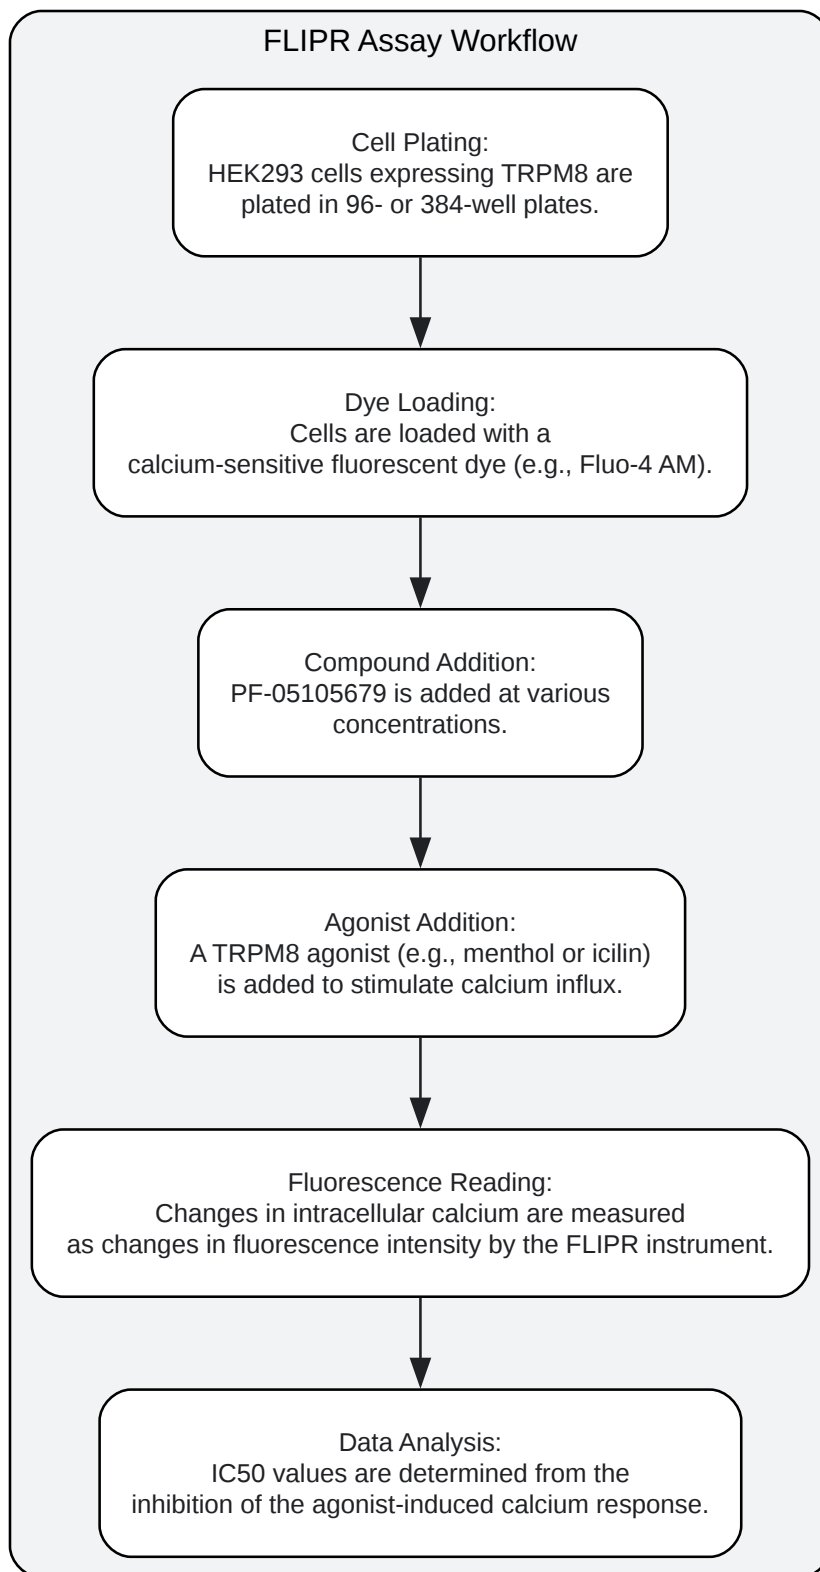 FLIPR Assay Workflow
Cell Plating:
HEK293 cells expressing TRPM8 are
plated in 96- or 384-well plates.
Dye Loading:
Cells are loaded with a
calcium-sensitive fluorescent dye (e.g., Fluo-4 AM).
Compound Addition:
PF-05105679 is added at various
concentrations.
Agonist Addition:
A TRPM8 agonist (e.g., menthol or icilin)
is added to stimulate calcium influx.
Fluorescence Reading:
Changes in intracellular calcium are measured
as changes in fluorescence intensity by the FLIPR instrument.
Data Analysis:
IC50 values are determined from the
inhibition of the agonist-induced calcium response.